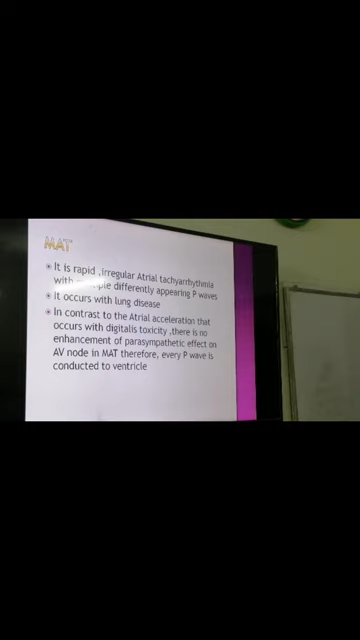 MAT
It is rapid ,irregular Atrial tachyarrhythmia
with multiple differently appearing P waves
It occurs with lung disease
In contrast to the Atrial acceleration that
occurs with digitalis toxicity ,there is no
enhancement of parasympathetic effect on
AV node in MAT therefore, every P wave is
conducted to ventricle